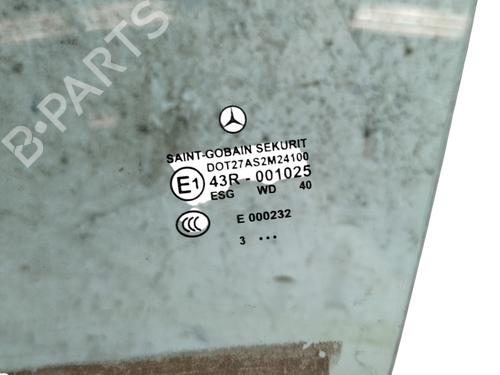 SAINT-GOBAIN SEKURIT
DOT27AS2M24100
E1 43R - 001025
ESG WD 40
CCC E 000232
3 •••
B-PARTS